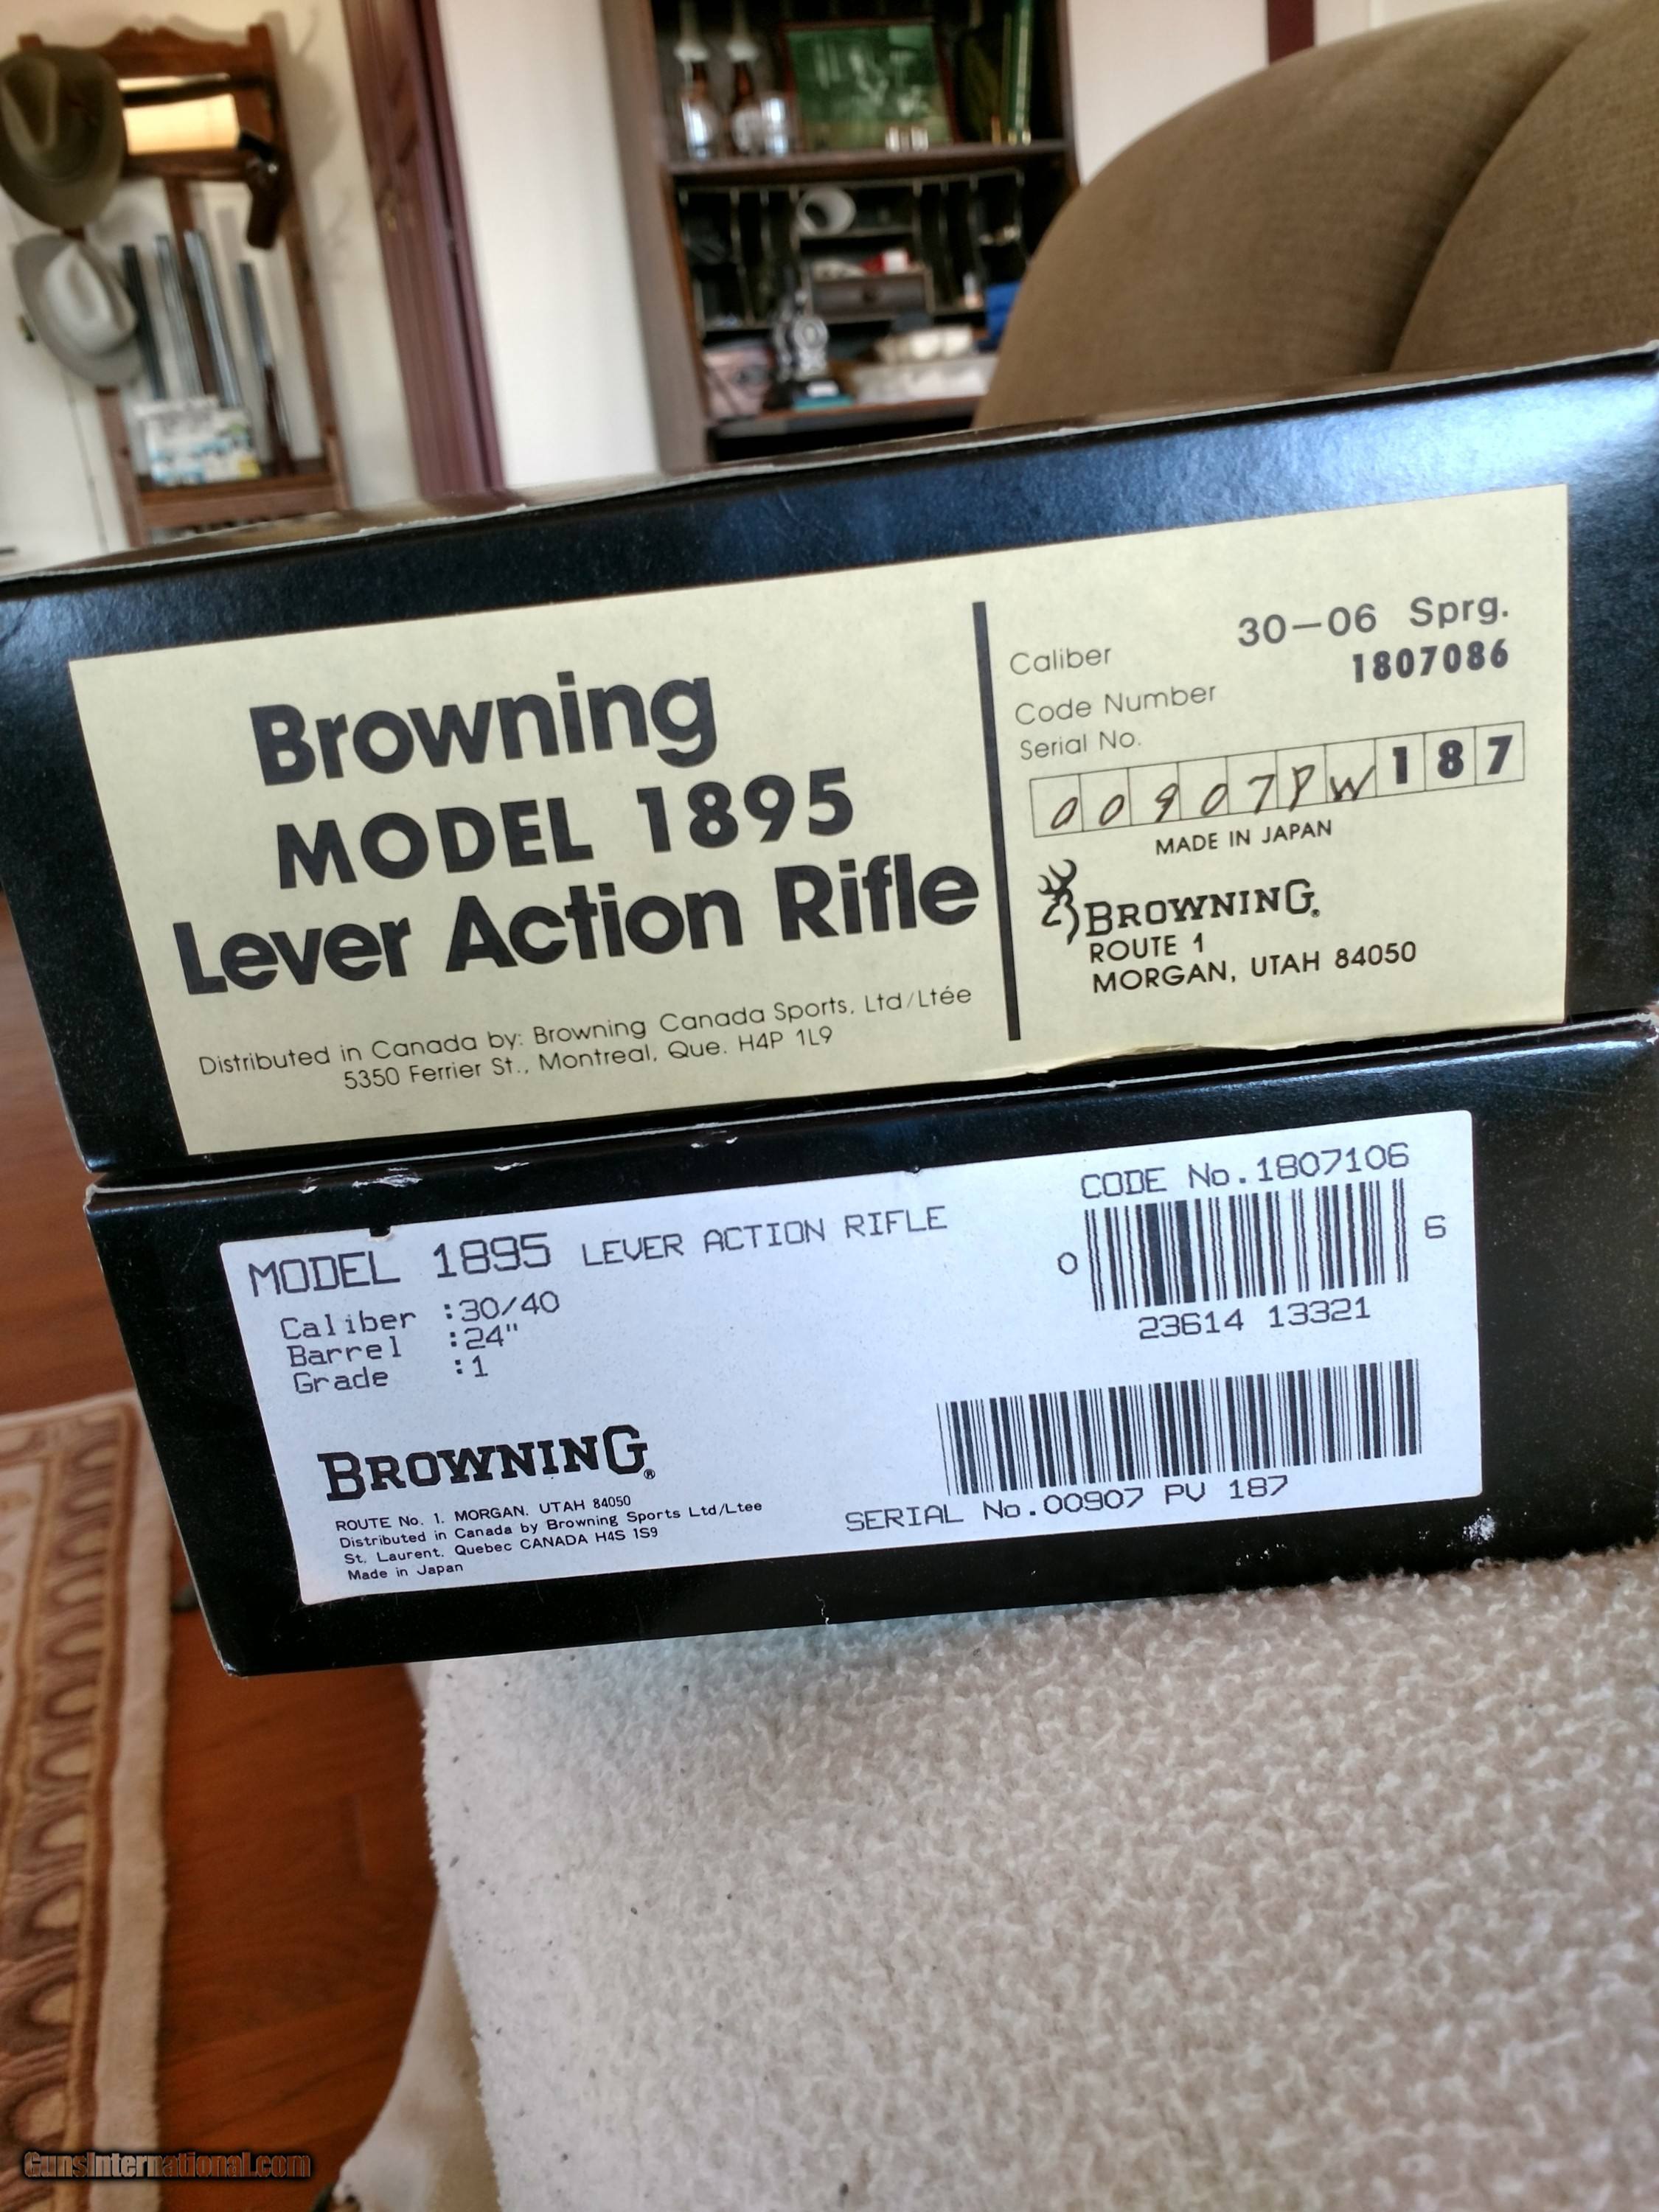 Browning
MODEL 1895
Lever Action Rifle
Distributed in Canada by: Browning Canada Sports, Ltd/Ltée
5350 Ferrier St., Montreal, Que. H4P 1L9
Caliber 30-06 Sprg.
Code Number 1807086
Serial No.
00907PW187
MADE IN JAPAN
BROWNING.
ROUTE 1
MORGAN, UTAH 84050
MODEL 1895 LEVER ACTION RIFLE
Caliber :30/40
Barrel :24"
Grade :1
BROWNING®
ROUTE No. 1, MORGAN, UTAH 84050
Distributed in Canada by Browning Sports Ltd/Ltee
St. Laurent, Quebec CANADA H4S 1S9
Made in Japan
CODE No.1807106
0 23614 13321 6
SERIAL No.00907 PV 187
GunsInternational.com